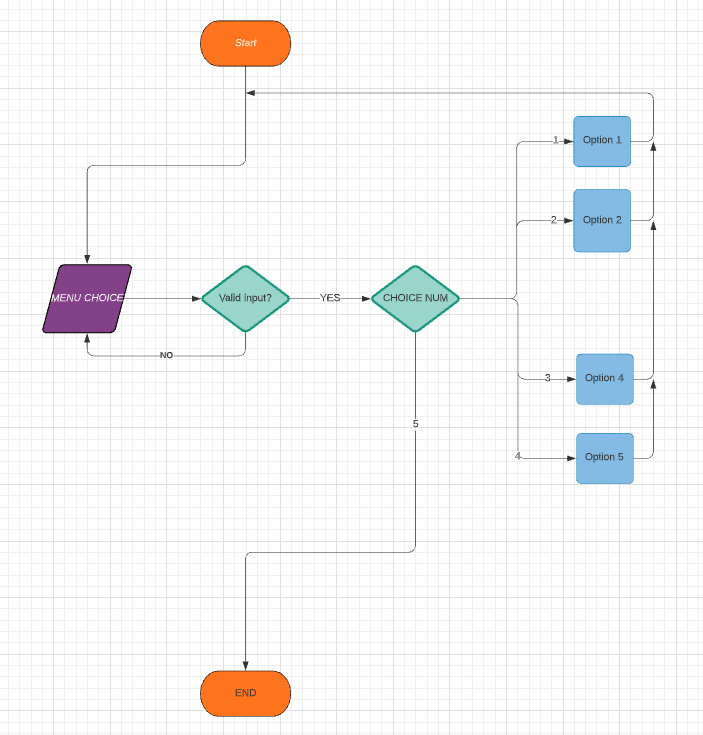 Start
1
Option 1
2
Option 2
MENU CHOICE
Valid Input?
YES
CHOICE NUM
NO
3
Option 4
5
4
Option 5
END